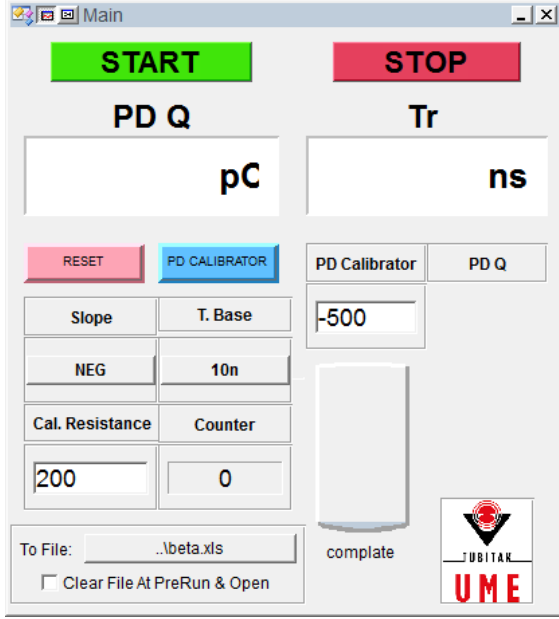 Main
START
STOP
PD Q
Tr
pC
ns
RESET
PD CALIBRATOR
PD Calibrator
PD Q
Slope
T. Base
-500
NEG
10n
Cal. Resistance
Counter
200
0
To File:
..\beta.xls
complate
Clear File At PreRun & Open
TUBITAK
UME